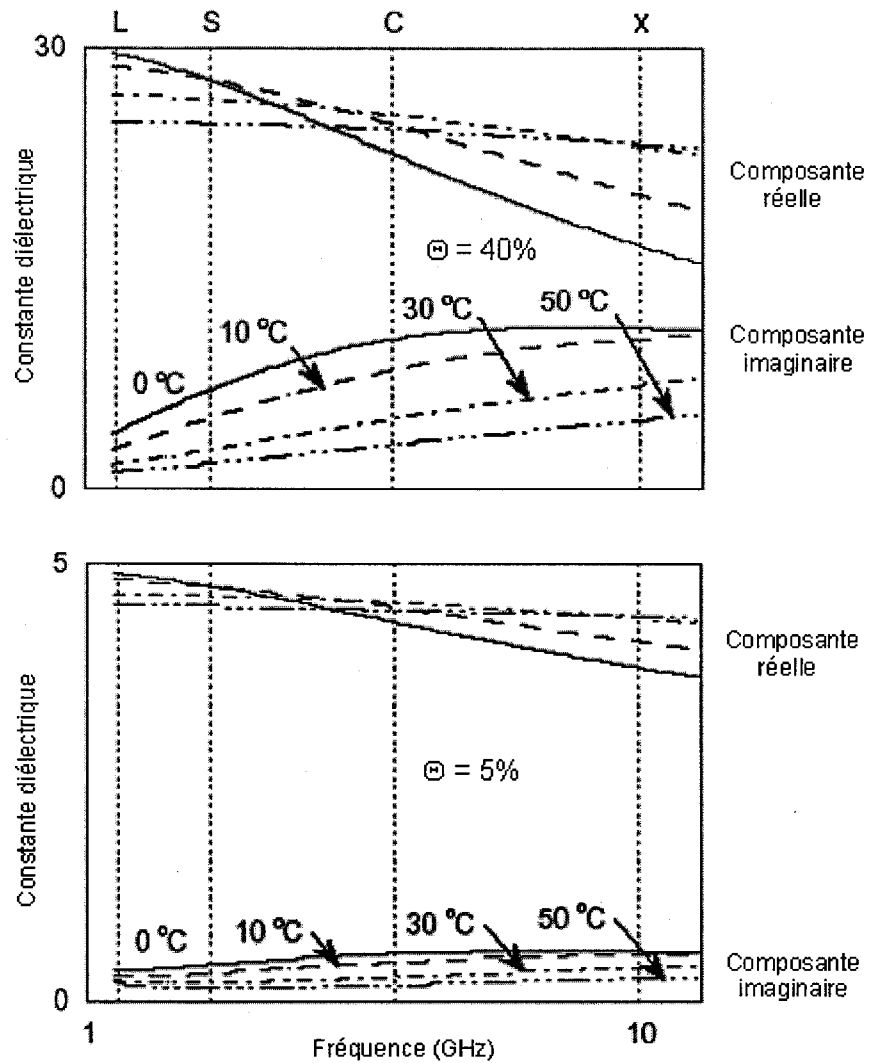 L S C X
30
Constante diélectrique
Composante
réelle
Θ = 40%
0 °C
10 °C
30 °C
50 °C
Composante
imaginaire
0
5
Constante diélectrique
Composante
réelle
Θ = 5%
0 °C
10 °C
30 °C
50 °C
Composante
imaginaire
0
1
10
Fréquence (GHz)